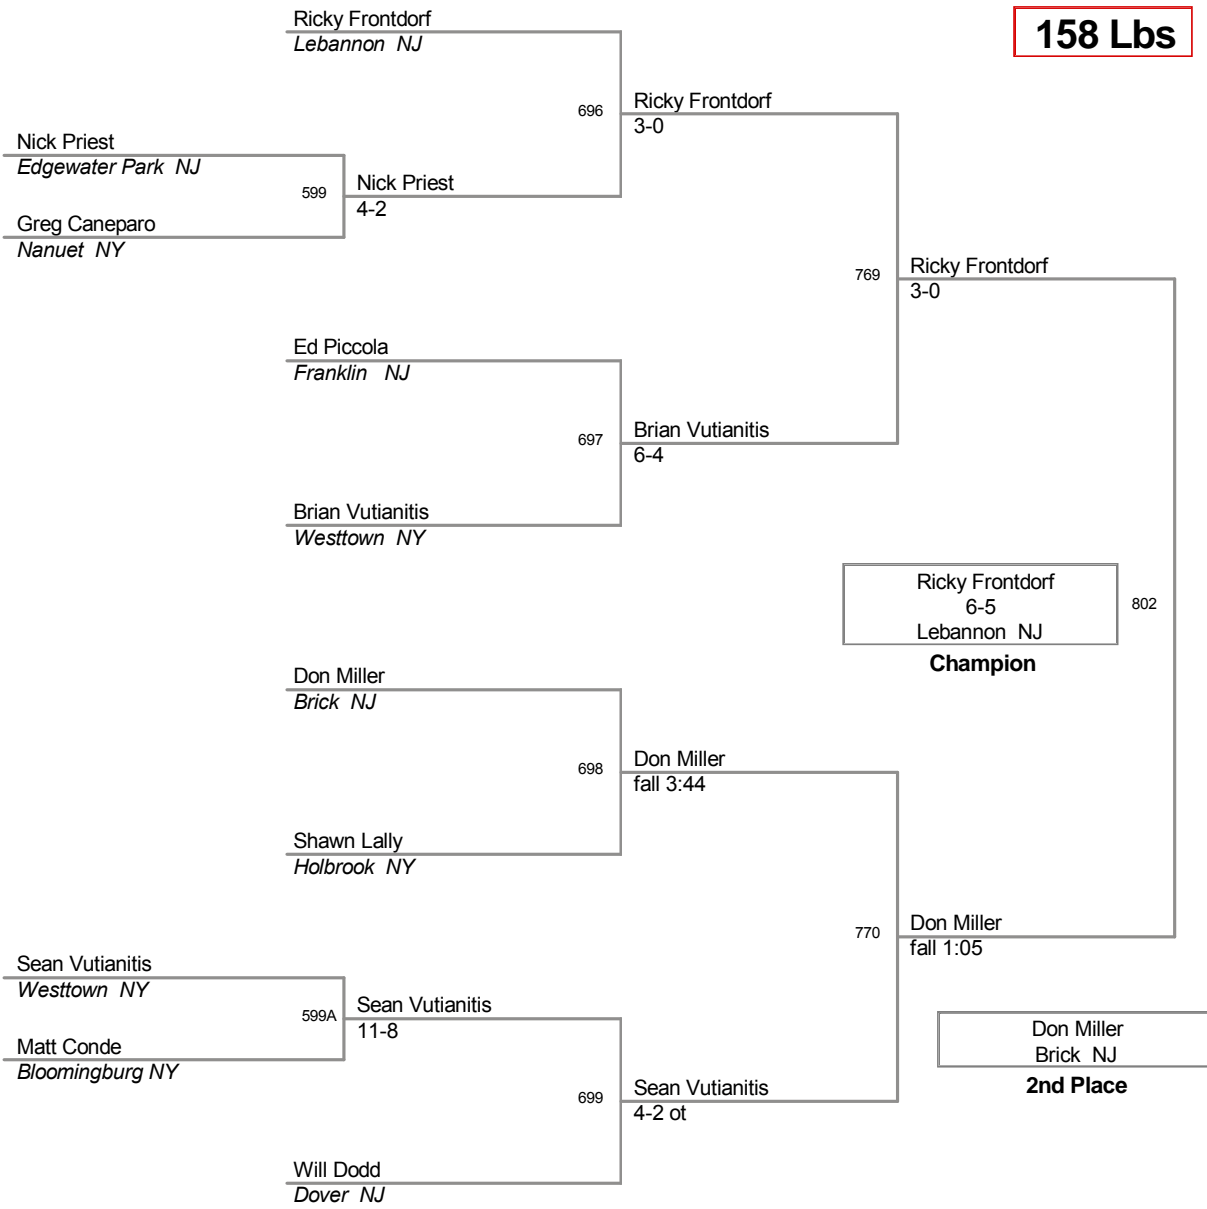 Ricky Frontdorf
Lebannon NJ
158 Lbs
696
Ricky Frontdorf
3-0
Nick Priest
Edgewater Park NJ
599
Nick Priest
4-2
Greg Caneparo
Nanuet NY
769
Ricky Frontdorf
3-0
Ed Piccola
Franklin NJ
697
Brian Vutianitis
6-4
Brian Vutianitis
Westtown NY
Ricky Frontdorf
6-5
Lebannon NJ
802
Champion
Don Miller
Brick NJ
698
Don Miller
fall 3:44
Shawn Lally
Holbrook NY
770
Don Miller
fall 1:05
Sean Vutianitis
Westtown NY
599A
Sean Vutianitis
11-8
Matt Conde
Bloomingburg NY
Don Miller
Brick NJ
2nd Place
699
Sean Vutianitis
4-2 ot
Will Dodd
Dover NJ